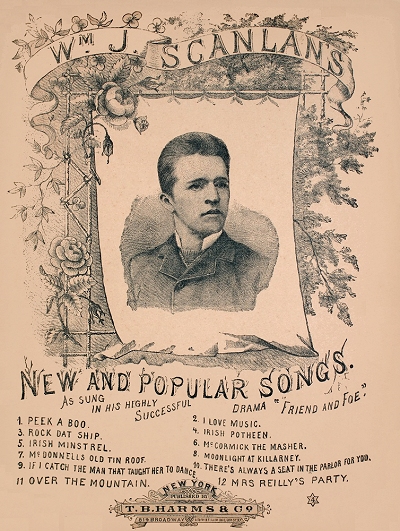 WM. J. SCANLAN'S
NEW AND POPULAR SONGS.
AS SUNG
IN HIS HIGHLY
SUCCESSFUL
DRAMA "FRIEND AND FOE."
1. PEEK A BOO.
2. I LOVE MUSIC.
3. ROCK DAT SHIP.
4. IRISH POTHEEN.
5. IRISH MINSTREL.
6. McCORMICK THE MASHER.
7. McDONNELLS OLD TIN ROOF.
8. MOONLIGHT AT KILLARNEY.
9. IF I CATCH THE MAN THAT TAUGHT HER TO DANCE
10. THERE'S ALWAYS A SEAT IN THE PARLOR FOR YOU.
11 OVER THE MOUNTAIN.
12 MRS REILLY'S PARTY.
NEW YORK
PUBLISHED BY
T.B. HARMS & CO
819 BROADWAY